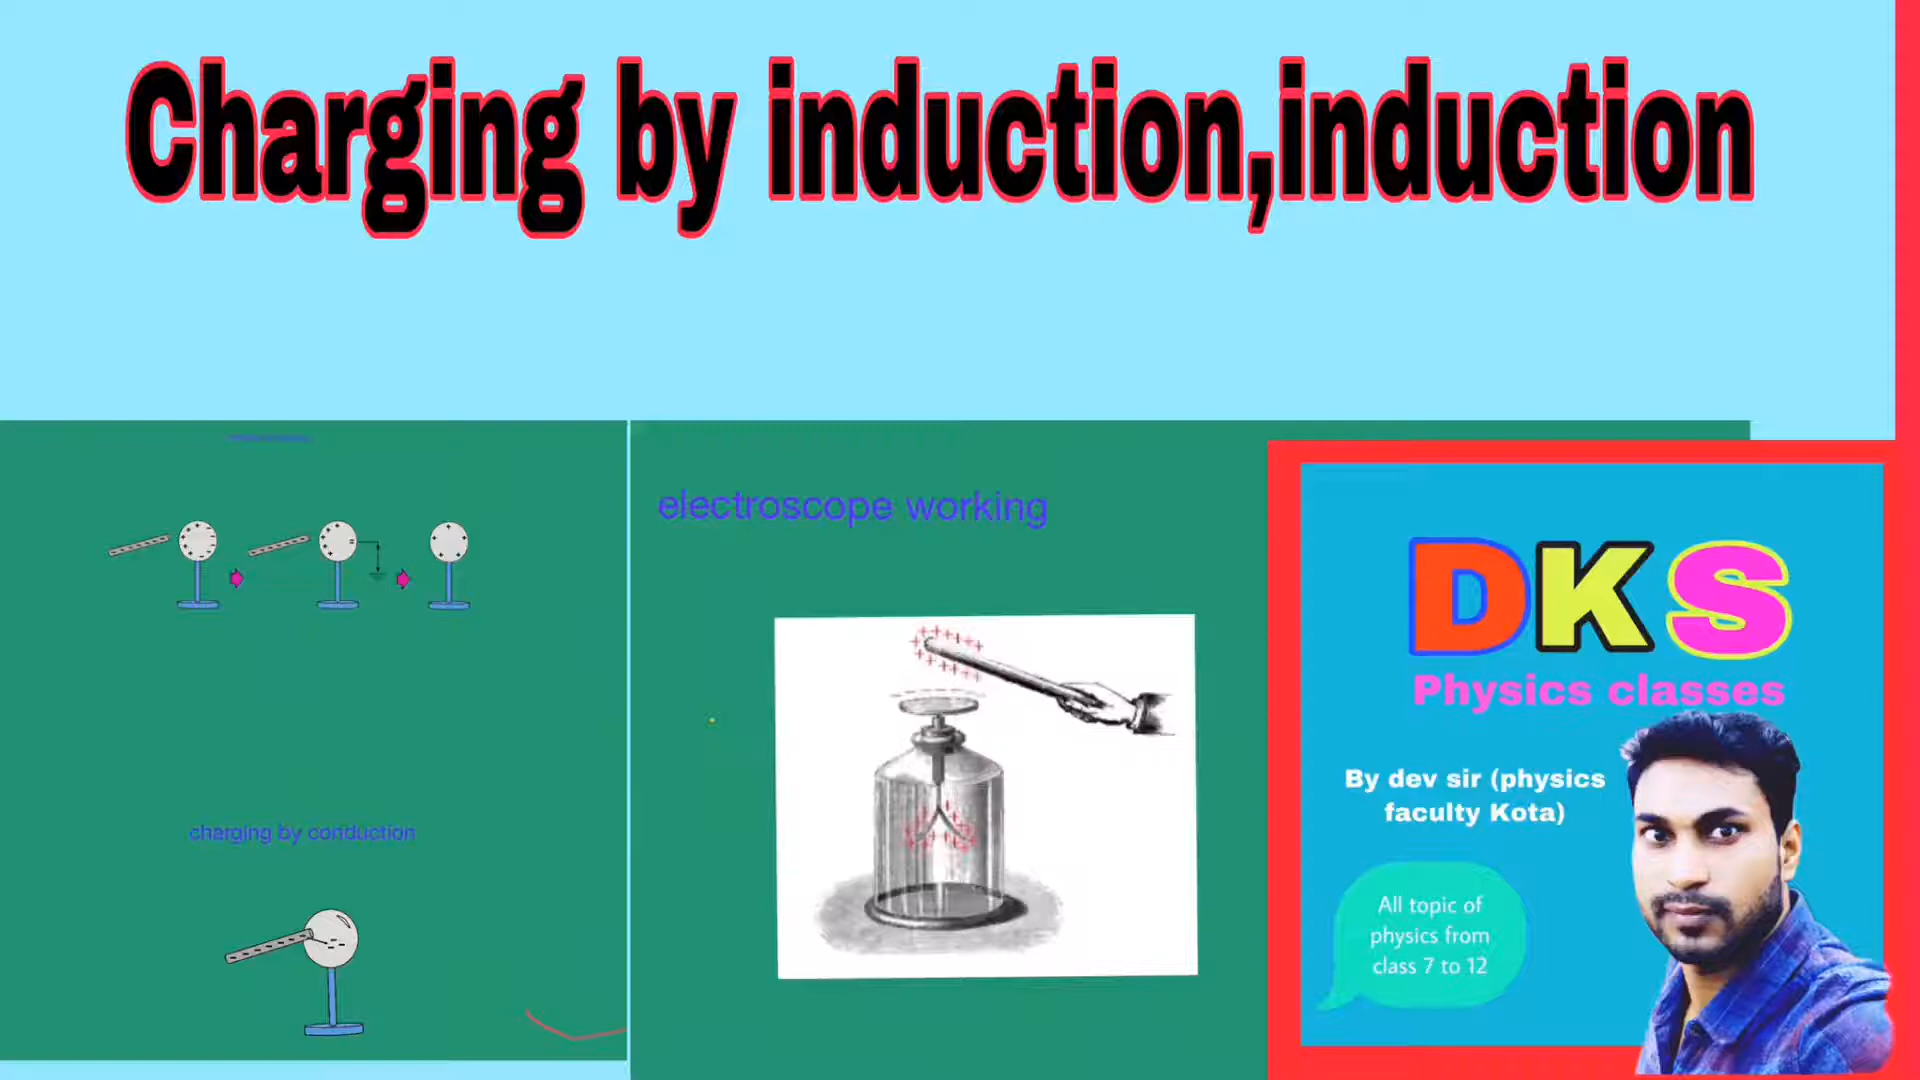 Charging by induction,induction
electroscope working
charging by conduction
DKS
Physics classes
By dev sir (physics
faculty Kota)
All topic of
physics from
class 7 to 12